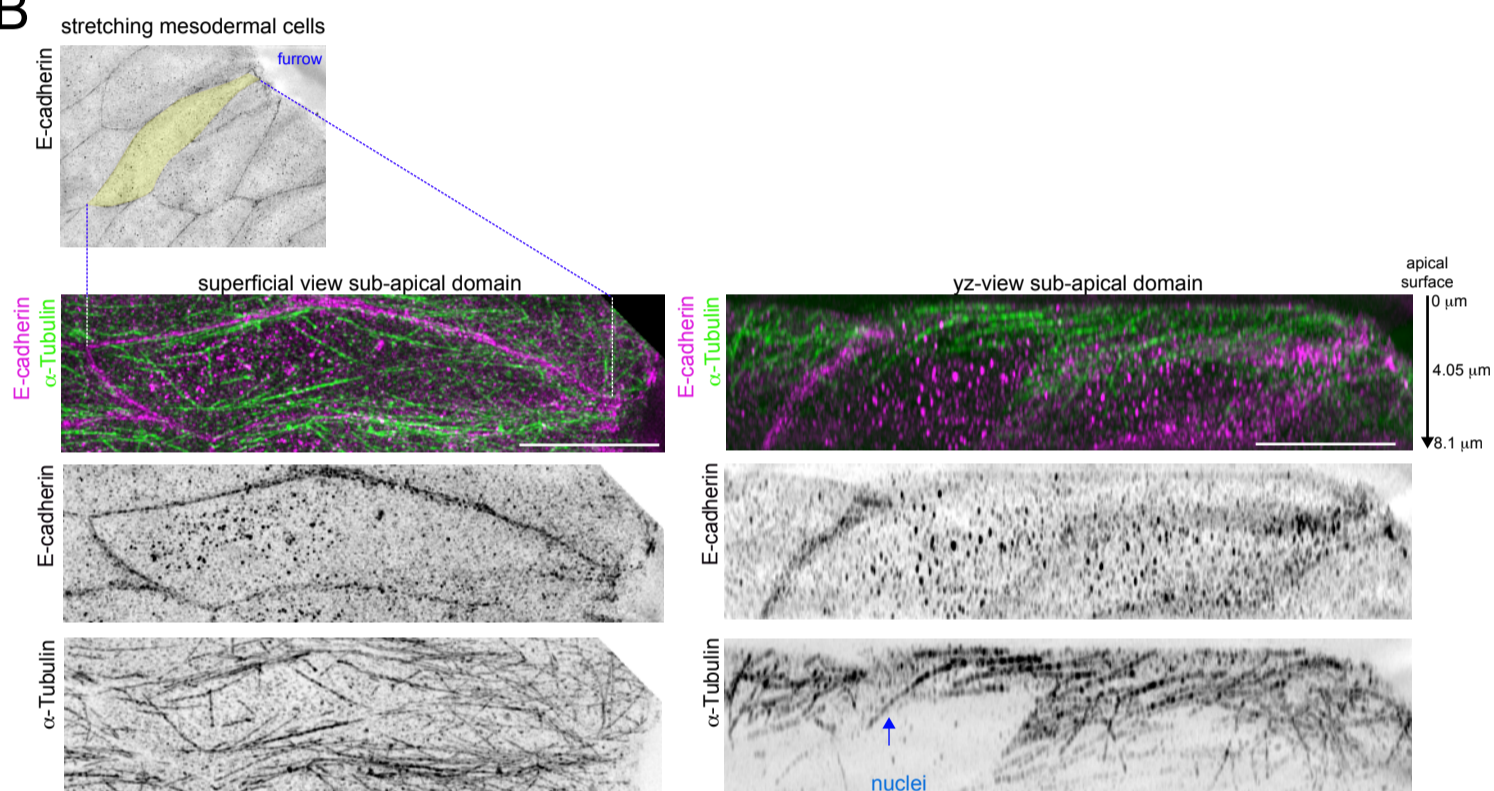 B
stretching mesodermal cells
E-cadherin
furrow
superficial view sub-apical domain
E-cadherin
α-Tubulin
yz-view sub-apical domain
E-cadherin
α-Tubulin
apical
surface
0 μm
4.05 μm
8.1 μm
E-cadherin
E-cadherin
α-Tubulin
α-Tubulin
nuclei